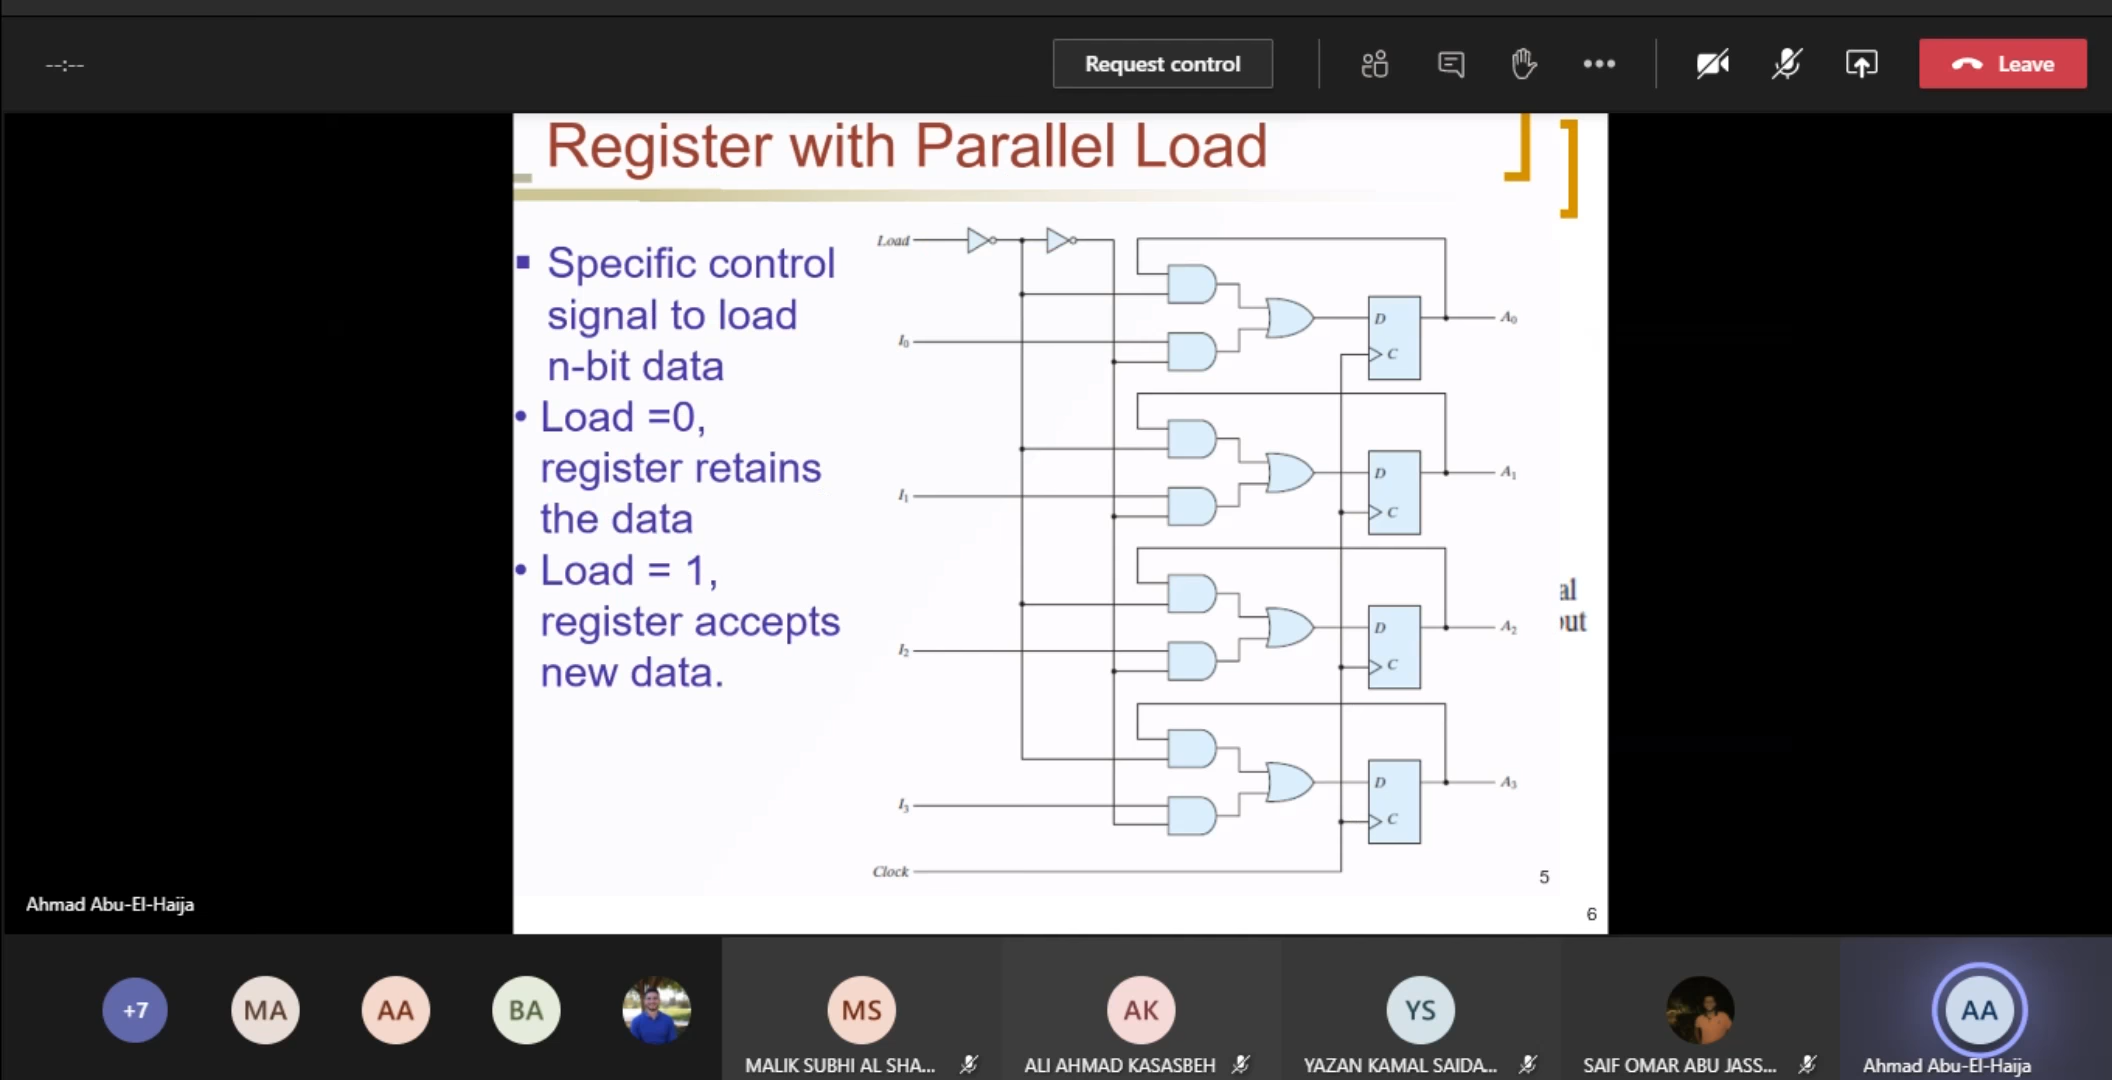 --:--
Request control
Leave
Register with Parallel Load
Specific control
signal to load
n-bit data
Load =0,
register retains
the data
Load = 1,
register accepts
new data.
Load
I0
I1
I2
I3
Clock
D
C
A0
D
C
A1
D
C
A2
D
C
A3
al
out
5
6
Ahmad Abu-El-Haija
+7
MA
AA
BA
MS
AK
YS
AA
MALIK SUBHI AL SHA...
ALI AHMAD KASASBEH
YAZAN KAMAL SAIDA...
SAIF OMAR ABU JASS...
Ahmad Abu-El-Haija